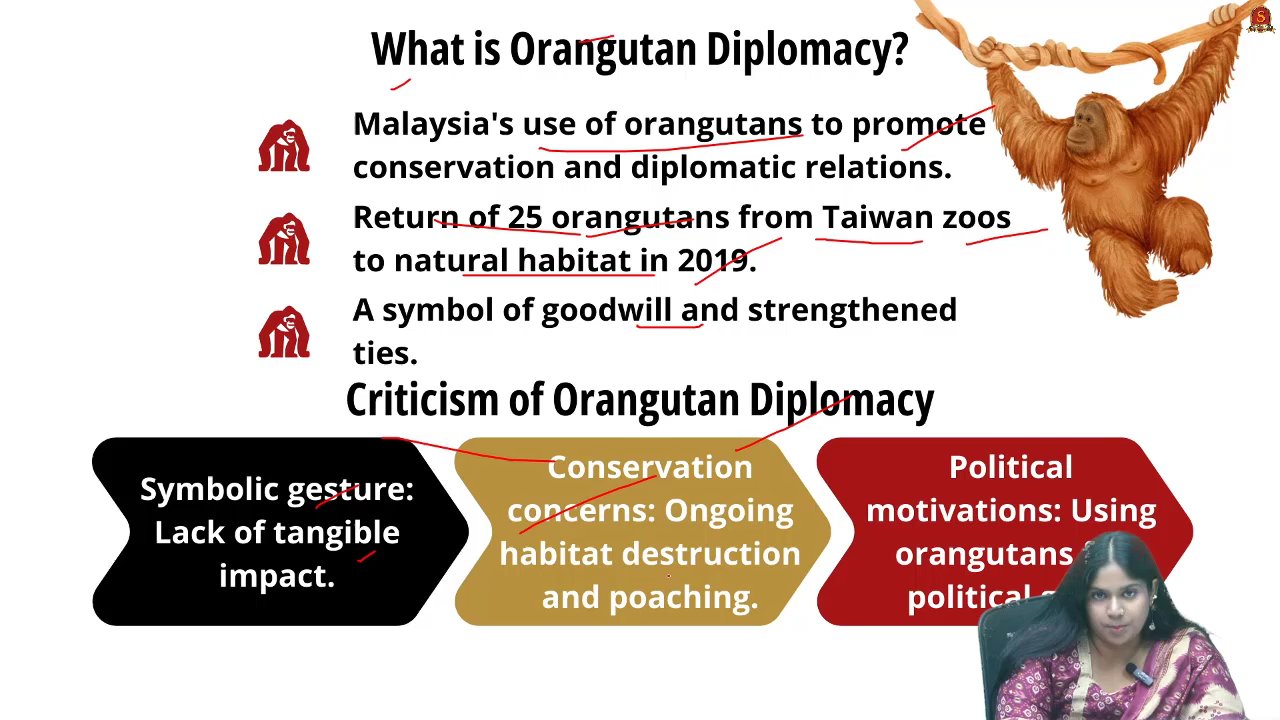 What is Orangutan Diplomacy?
Malaysia's use of orangutans to promote
conservation and diplomatic relations.
Return of 25 orangutans from Taiwan zoos
to natural habitat in 2019.
A symbol of goodwill and strengthened
ties.
Criticism of Orangutan Diplomacy
Symbolic gesture:
Lack of tangible
impact.
Conservation
concerns: Ongoing
habitat destruction
and poaching.
Political
motivations: Using
orangutans
political